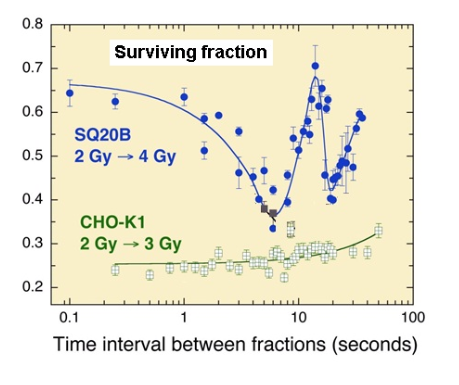 0.8
Surviving fraction
0.7
0.6
SQ20B
2 Gy → 4 Gy
0.5
0.4
CHO-K1
2 Gy → 3 Gy
0.3
0.2
0.1 1 10 100
Time interval between fractions (seconds)